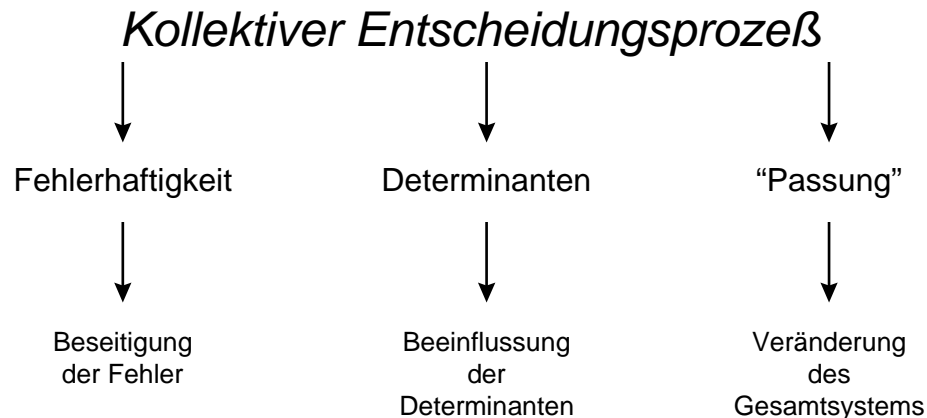 Kollektiver Entscheidungsprozeß
Fehlerhaftigkeit
Determinanten
“Passung”
Beseitigung
der Fehler
Beeinflussung
der
Determinanten
Veränderung
des
Gesamtsystems